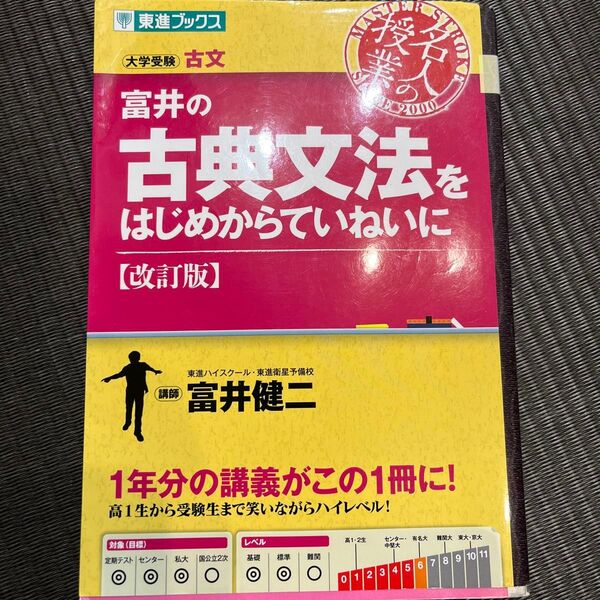 東進ブックス
大学受験 古文
MASTER STROKE
名人の授業
SINCE 2000
富井の
古典文法を
はじめからていねいに
【改訂版】
東進ハイスクール・東進衛星予備校
講師 富井健二
1年分の講義がこの1冊に!
高1生から受験生まで笑いながらハイレベル!
対象(目標)
定期テスト センター 私大 国公立2次
◎ ◎ ◎ ○
レベル
基礎 標準 難関
◎ ◎ ○
高1・2生 センター・中堅大 有名大 難関大 東大・京大
0 1 2 3 4 5 6 7 8 9 10 11